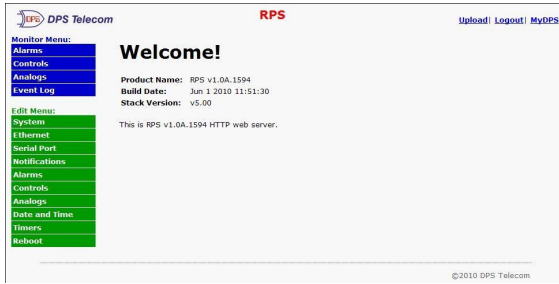 DPS DPS Telecom
RPS
Upload| Logout| MyDPS
Monitor Menu:
Alarms
Controls
Analogs
Event Log
Edit Menu:
System
Ethernet
Serial Port
Notifications
Alarms
Controls
Analogs
Date and Time
Timers
Reboot
Welcome!
Product Name: RPS v1.0A.1594
Build Date: Jun 1 2010 11:51:30
Stack Version: v5.00
This is RPS v1.0A.1594 HTTP web server.
©2010 DPS Telecom